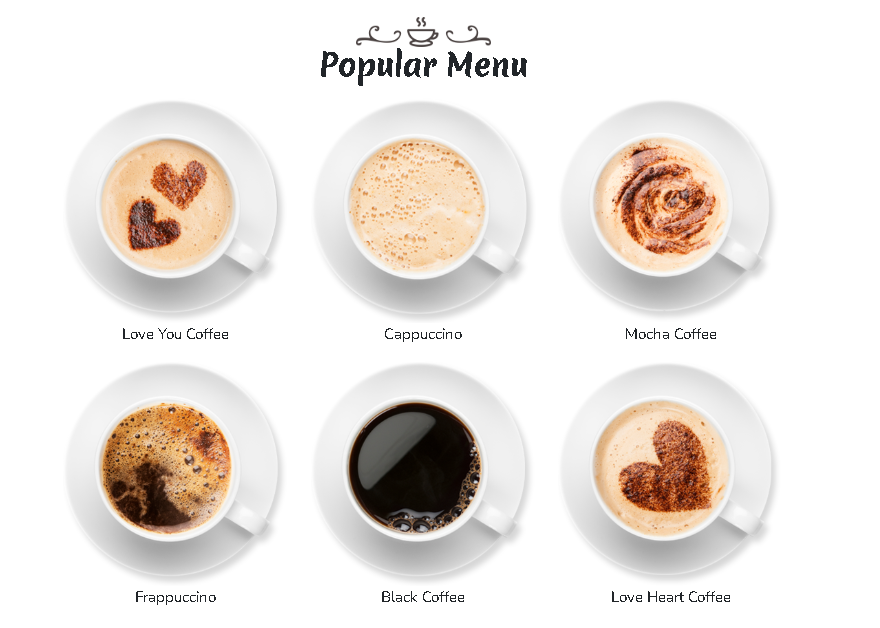 Popular Menu
Love You Coffee
Cappuccino
Mocha Coffee
Frappuccino
Black Coffee
Love Heart Coffee